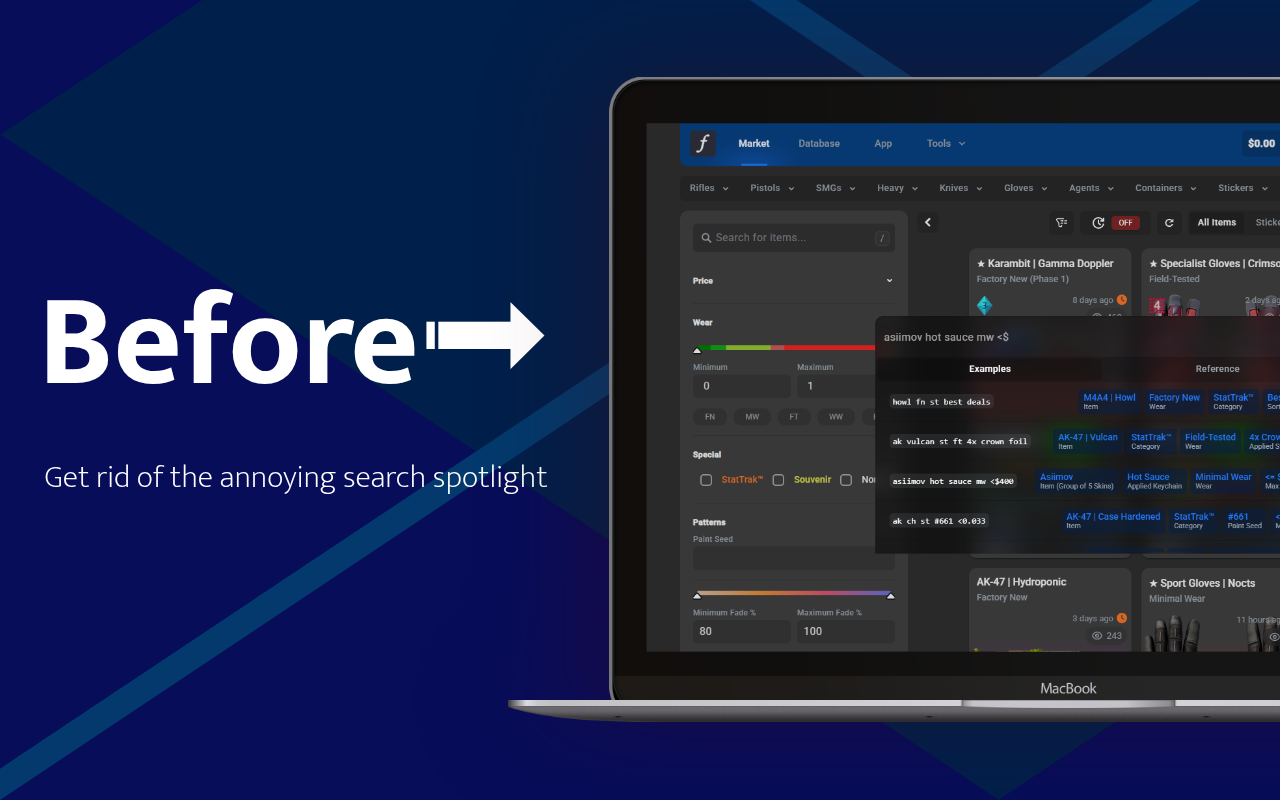 Before
Get rid of the annoying search spotlight
f
Market Database App Tools $0.00
Rifles Pistols SMGs Heavy Knives Gloves Agents Containers Stickers
Search for items... /
OFF All Items
Price
★ Karambit | Gamma Doppler
Factory New (Phase 1)
8 days ago
★ Specialist Gloves |
Field-Tested
4 2 days ago
Wear
Minimum Maximum
0 1
FN MW FT WW
Special
StatTrak™ Souvenir
Patterns
Paint Seed
Minimum Fade % Maximum Fade %
80 100
asiimov hot sauce mw <$
Examples Reference
howl fn st best deals
M4A4 | Howl Factory New StatTrak™
Item Wear Category
ak vulcan st ft 4x crown foil
AK-47 | Vulcan StatTrak™ Field-Tested 4x
Item Category Wear Applied
asiimov hot sauce mw <$400
Asiimov Hot Sauce Minimal Wear
Item (Group of 5 Skins) Applied Keychain Wear
ak ch st #661 <0.033
AK-47 | Case Hardened StatTrak™ #661
Item Category Paint Seed
AK-47 | Hydroponic
Factory New
3 days ago
243
★ Sport Gloves | Nocts
Minimal Wear
11 hours
MacBook